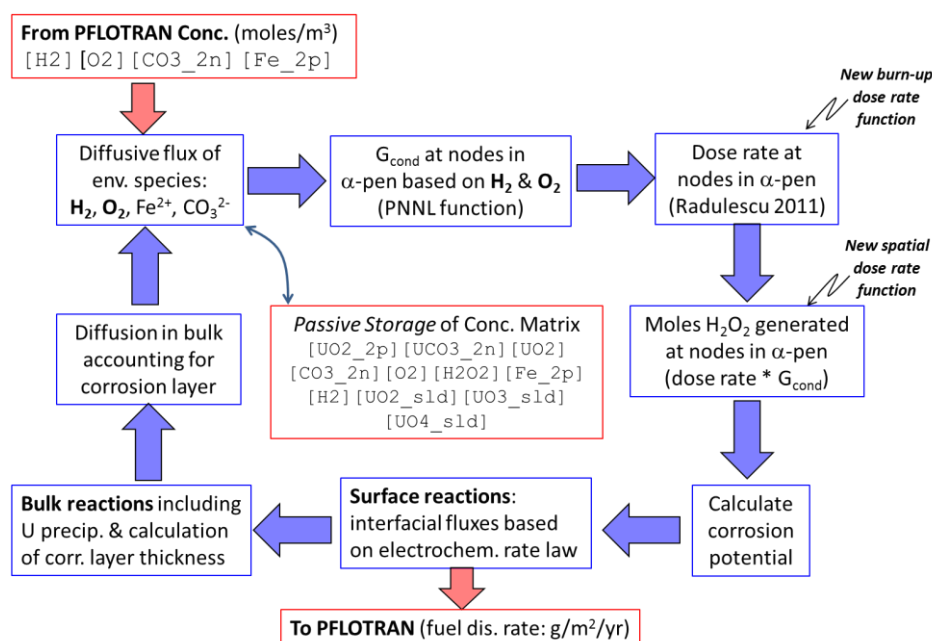 From PFLOTRAN Conc. (moles/m³)
[H2][O2][CO3_2n][Fe_2p]
New burn-up
dose rate
function
Diffusive flux of
env. species:
H₂, O₂, Fe²⁺, CO₃²⁻
G_cond at nodes in
α-pen based on H₂ & O₂
(PNNL function)
Dose rate at
nodes in α-pen
(Radulescu 2011)
New spatial
dose rate
function
Diffusion in bulk
accounting for
corrosion layer
Passive Storage of Conc. Matrix
[UO2_2p][UCO3_2n][UO2]
[CO3_2n][O2][H2O2][Fe_2p]
[H2][UO2_sld][UO3_sld]
[UO4_sld]
Moles H₂O₂ generated
at nodes in α-pen
(dose rate * G_cond)
Bulk reactions including
U precip. & calculation
of corr. layer thickness
Surface reactions:
interfacial fluxes based
on electrochem. rate law
Calculate
corrosion
potential
To PFLOTRAN (fuel dis. rate: g/m²/yr)